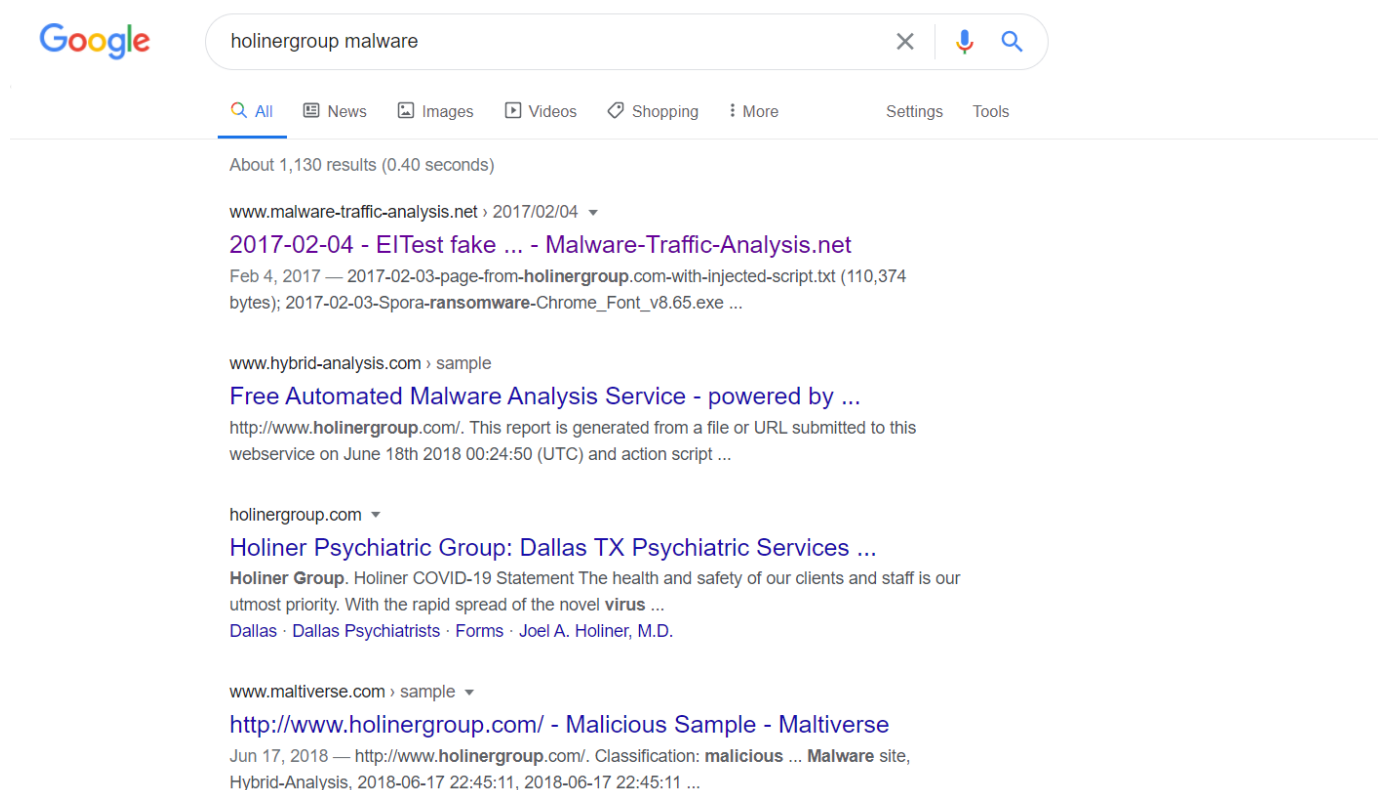 Google
holinergroup malware
All News Images Videos Shopping More Settings Tools
About 1,130 results (0.40 seconds)
www.malware-traffic-analysis.net › 2017/02/04
2017-02-04 - EITest fake ... - Malware-Traffic-Analysis.net
Feb 4, 2017 — 2017-02-03-page-from-holinergroup.com-with-injected-script.txt (110,374
bytes); 2017-02-03-Spora-ransomware-Chrome_Font_v8.65.exe ...
www.hybrid-analysis.com › sample
Free Automated Malware Analysis Service - powered by ...
http://www.holinergroup.com/. This report is generated from a file or URL submitted to this
webservice on June 18th 2018 00:24:50 (UTC) and action script ...
holinergroup.com
Holiner Psychiatric Group: Dallas TX Psychiatric Services ...
Holiner Group. Holiner COVID-19 Statement The health and safety of our clients and staff is our
utmost priority. With the rapid spread of the novel virus ...
Dallas · Dallas Psychiatrists · Forms · Joel A. Holiner, M.D.
www.maltiverse.com › sample
http://www.holinergroup.com/ - Malicious Sample - Maltiverse
Jun 17, 2018 — http://www.holinergroup.com/. Classification: malicious ... Malware site,
Hybrid-Analysis, 2018-06-17 22:45:11, 2018-06-17 22:45:11 ...